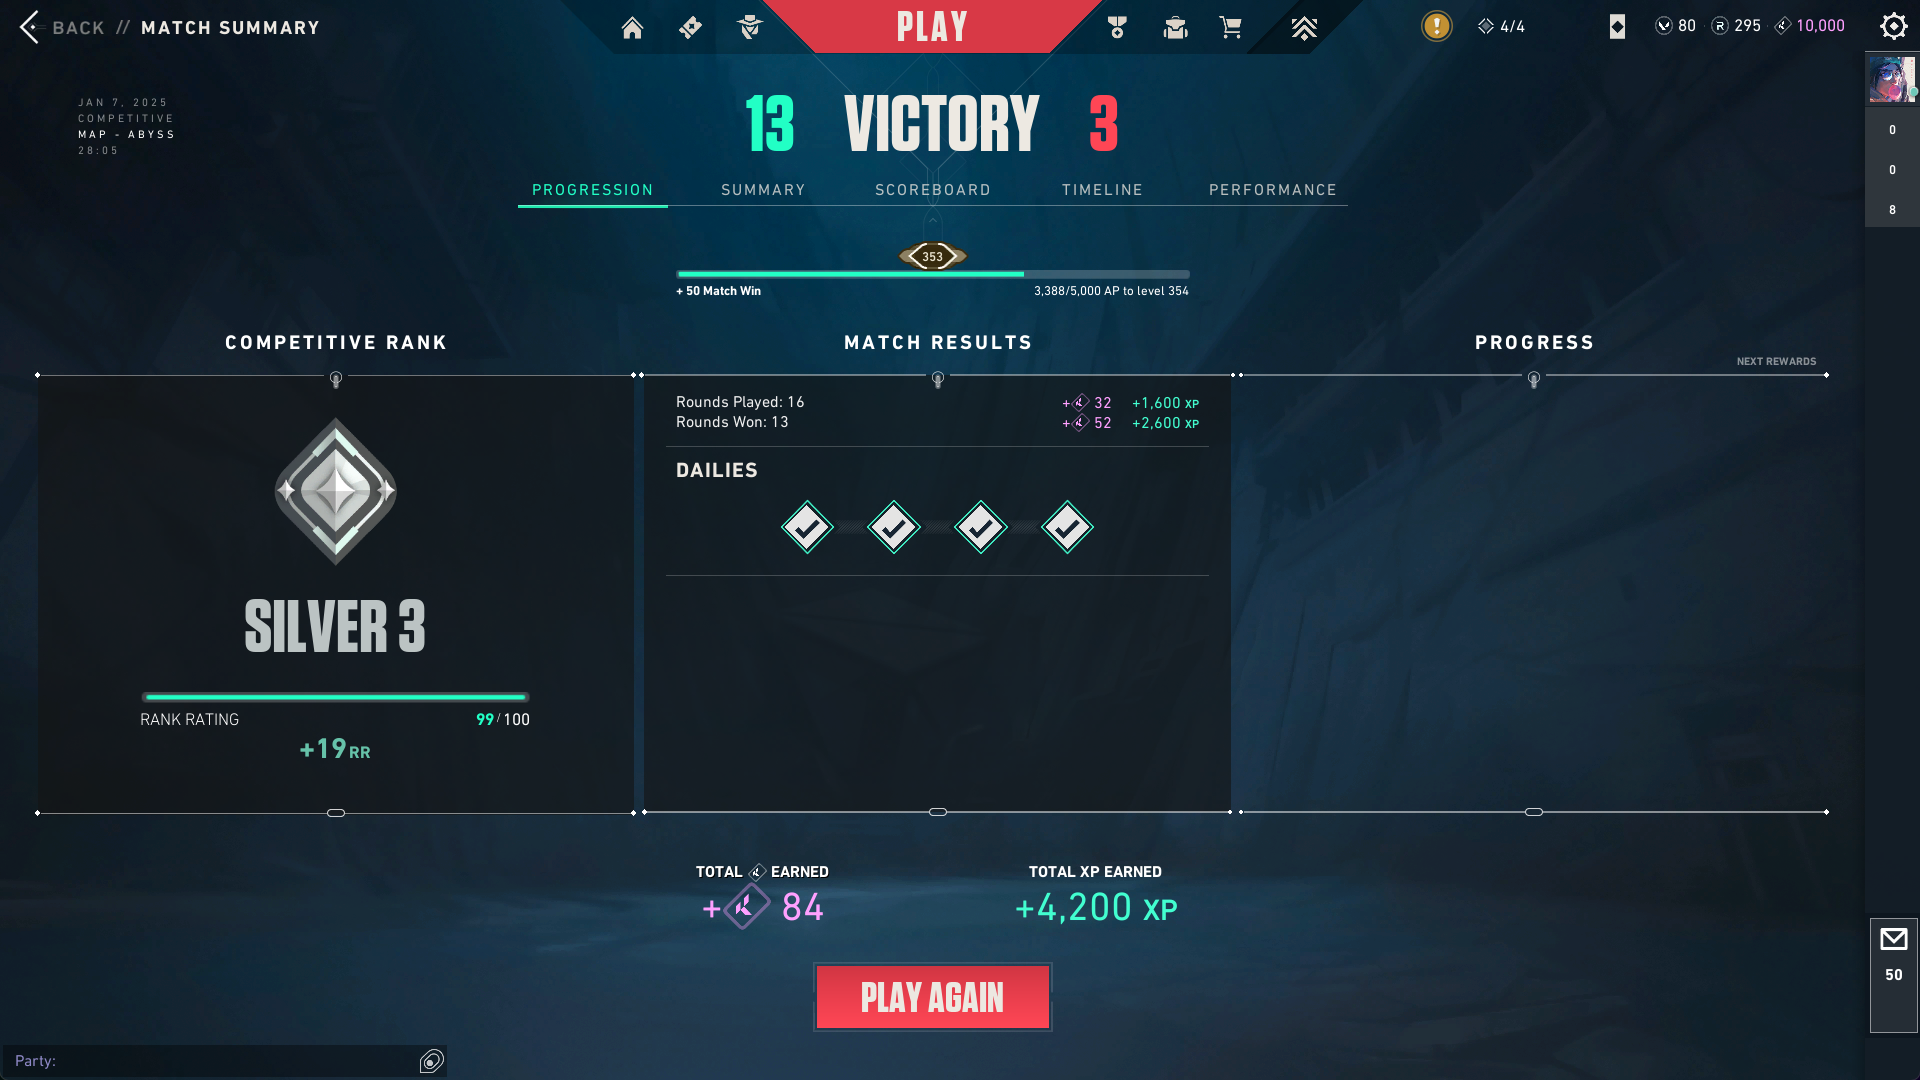 BACK // MATCH SUMMARY
PLAY
4/4
80
R 295
10,000
JAN 7, 2025
COMPETITIVE
MAP - ABYSS
28:05
13 VICTORY 3
PROGRESSION
SUMMARY
SCOREBOARD
TIMELINE
PERFORMANCE
0
0
8
353
+ 50 Match Win
3,388/5,000 AP to level 354
COMPETITIVE RANK
SILVER 3
RANK RATING
99 / 100
+19 RR
MATCH RESULTS
Rounds Played: 16
+ 32 +1,600 XP
Rounds Won: 13
+ 52 +2,600 XP
DAILIES
PROGRESS
NEXT REWARDS
TOTAL EARNED
+ 84
TOTAL XP EARNED
+4,200 XP
PLAY AGAIN
50
Party: